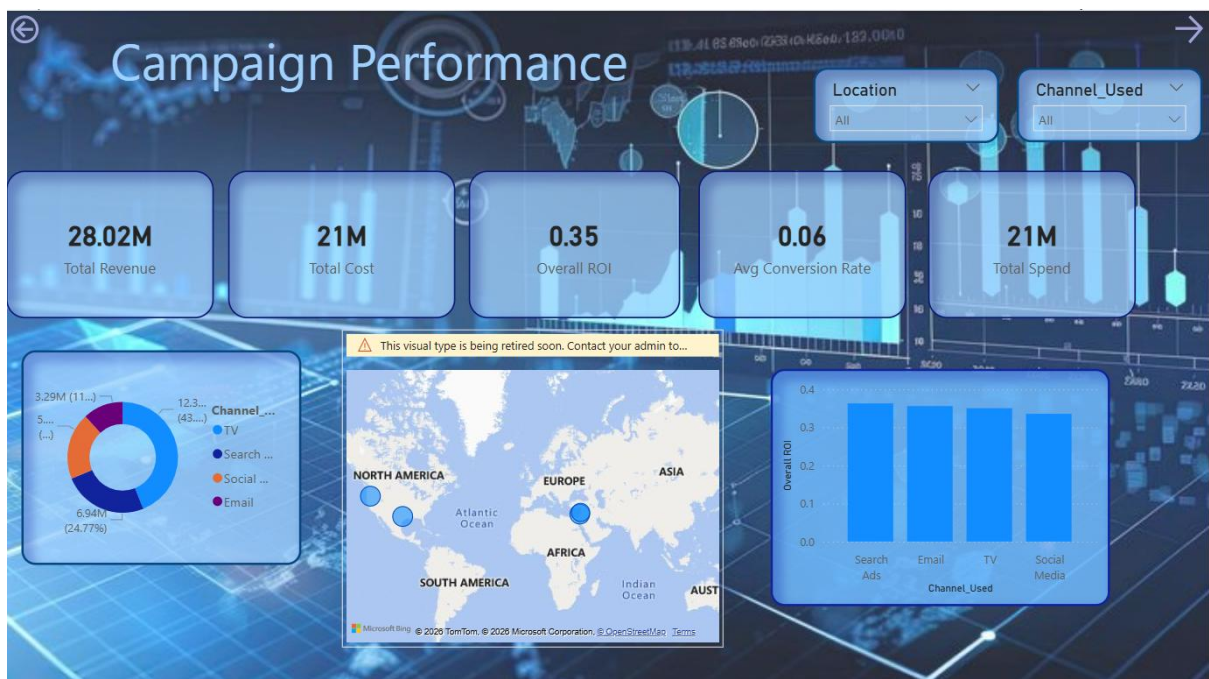 Campaign Performance
Location
All
Channel_Used
All
28.02M
Total Revenue
21M
Total Cost
0.35
Overall ROI
0.06
Avg Conversion Rate
21M
Total Spend
3.29M (11...)
5....
(...)
12.3...
(43....)
6.94M
(24.77%)
Channel_...
TV
Search ...
Social ...
Email
This visual type is being retired soon. Contact your admin to...
NORTH AMERICA
EUROPE
ASIA
Atlantic
Ocean
AFRICA
SOUTH AMERICA
Indian
Ocean
AUST
Microsoft Bing
© 2026 TomTom, © 2026 Microsoft Corporation, © OpenStreetMap Terms
Overall ROI
0.4
0.3
0.2
0.1
0.0
Search
Ads
Email
TV
Social
Media
Channel_Used